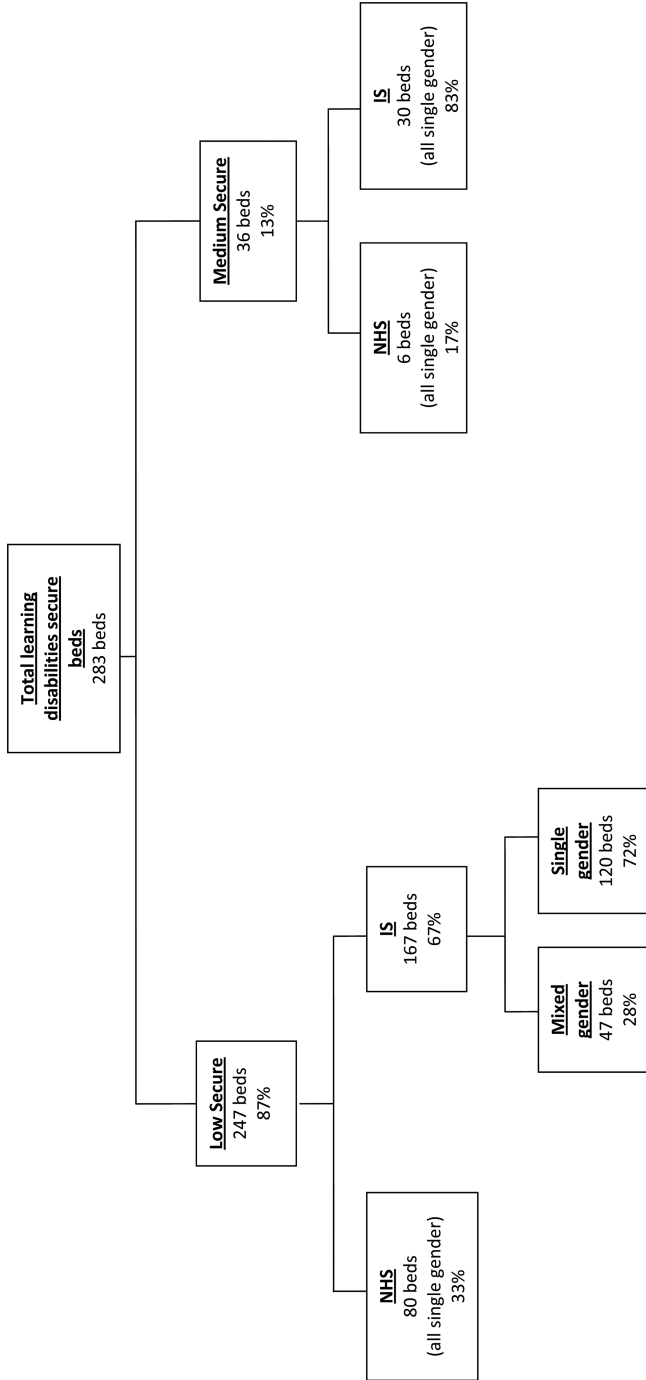 Total learning
disabilities secure
beds
283 beds
Low Secure
247 beds
87%
Medium Secure
36 beds
13%
NHS
80 beds
(all single gender)
33%
IS
167 beds
67%
NHS
6 beds
(all single gender)
17%
IS
30 beds
(all single gender)
83%
Mixed
gender
47 beds
28%
Single
gender
120 beds
72%